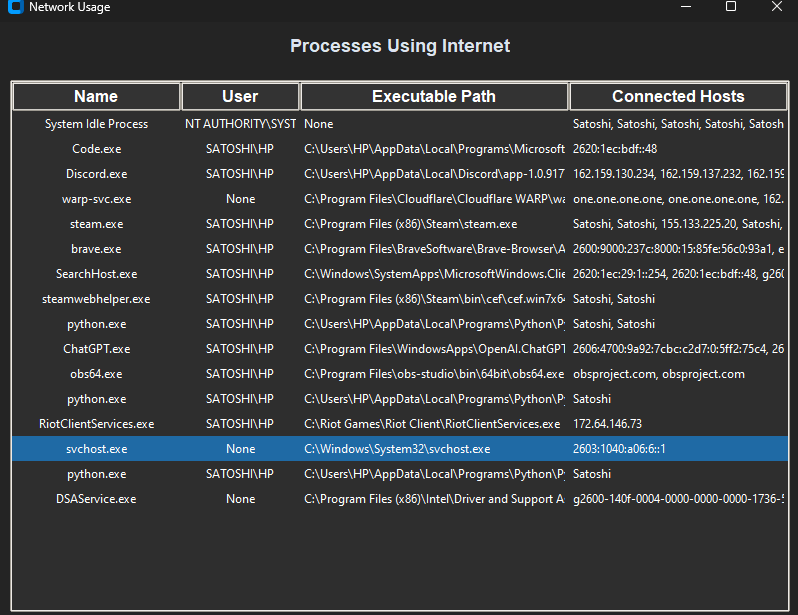 Network Usage
Processes Using Internet
Name User Executable Path Connected Hosts
System Idle Process NT AUTHORITY\SYST None Satoshi, Satoshi, Satoshi, Satoshi, Satosh
Code.exe SATOSHI\HP C:\Users\HP\AppData\Local\Programs\Microsoft 2620:1ec:bdf::48
Discord.exe SATOSHI\HP C:\Users\HP\AppData\Local\Discord\app-1.0.917 162.159.130.234, 162.159.137.232, 162.159
warp-svc.exe None C:\Program Files\Cloudflare\Cloudflare WARP\wa one.one.one.one, one.one.one.one, 162.
steam.exe SATOSHI\HP C:\Program Files (x86)\Steam\steam.exe Satoshi, Satoshi, 155.133.225.20, Satoshi,
brave.exe SATOSHI\HP C:\Program Files\BraveSoftware\Brave-Browser\A 2600:9000:237c:8000:15:85fe:56c0:93a1, e
SearchHost.exe SATOSHI\HP C:\Windows\SystemApps\MicrosoftWindows.Clie 2620:1ec:29:1::254, 2620:1ec:bdf::48, g260
steamwebhelper.exe SATOSHI\HP C:\Program Files (x86)\Steam\bin\cef\cef.win7x64 Satoshi, Satoshi
python.exe SATOSHI\HP C:\Users\HP\AppData\Local\Programs\Python\Py Satoshi, Satoshi
ChatGPT.exe SATOSHI\HP C:\Program Files\WindowsApps\OpenAI.ChatGPT 2606:4700:9a92:7cbc:c2d7:0:5ff2:75c4, 26
obs64.exe SATOSHI\HP C:\Program Files\obs-studio\bin\64bit\obs64.exe obsproject.com, obsproject.com
python.exe SATOSHI\HP C:\Users\HP\AppData\Local\Programs\Python\Py Satoshi
RiotClientServices.exe SATOSHI\HP C:\Riot Games\Riot Client\RiotClientServices.exe 172.64.146.73
svchost.exe None C:\Windows\System32\svchost.exe 2603:1040:a06:6::1
python.exe SATOSHI\HP C:\Users\HP\AppData\Local\Programs\Python\Py Satoshi
DSAService.exe None C:\Program Files (x86)\Intel\Driver and Support A g2600-140f-0004-0000-0000-0000-1736-5